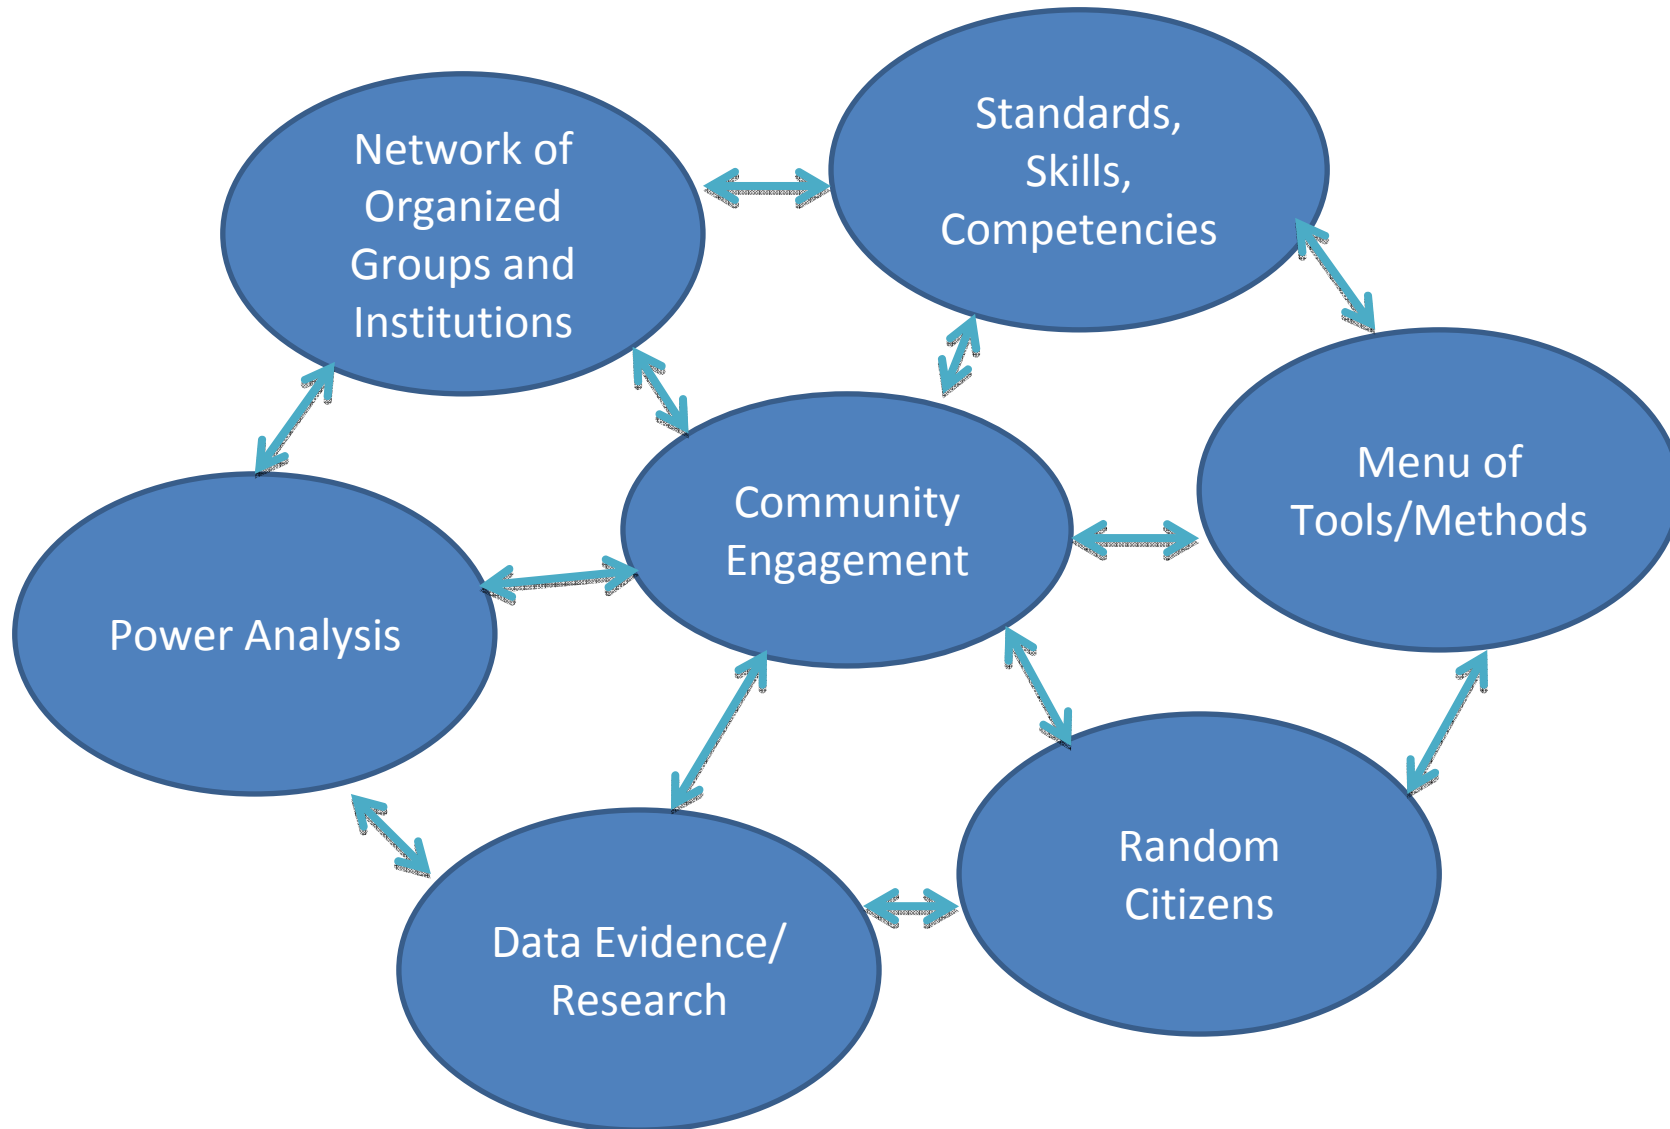 Network of
Organized
Groups and
Institutions
Standards,
Skills,
Competencies
Community
Engagement
Menu of
Tools/Methods
Power Analysis
Data Evidence/
Research
Random
Citizens